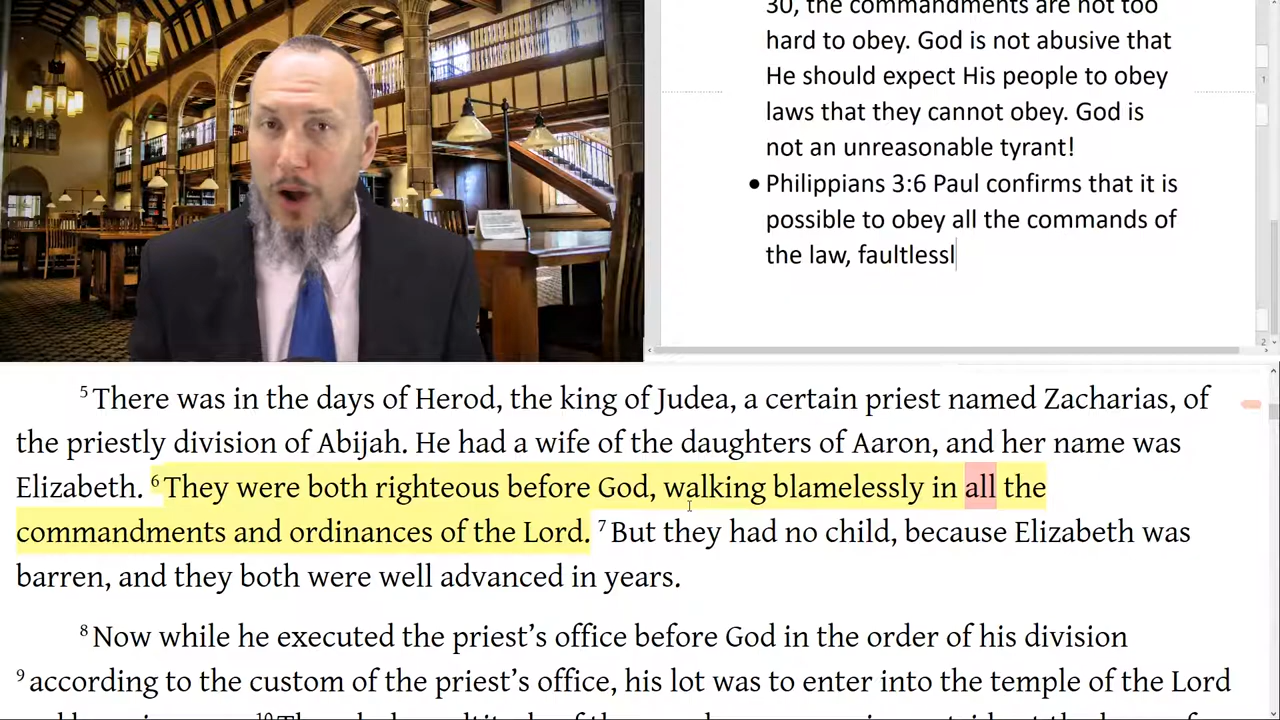 30, the commandments are not too
hard to obey. God is not abusive that
He should expect His people to obey
laws that they cannot obey. God is
not an unreasonable tyrant!
• Philippians 3:6 Paul confirms that it is
possible to obey all the commands of
the law, faultlessl
5 There was in the days of Herod, the king of Judea, a certain priest named Zacharias, of
the priestly division of Abijah. He had a wife of the daughters of Aaron, and her name was
Elizabeth. 6 They were both righteous before God, walking blamelessly in all the
commandments and ordinances of the Lord. 7 But they had no child, because Elizabeth was
barren, and they both were well advanced in years.
8 Now while he executed the priest’s office before God in the order of his division
9 according to the custom of the priest’s office, his lot was to enter into the temple of the Lord